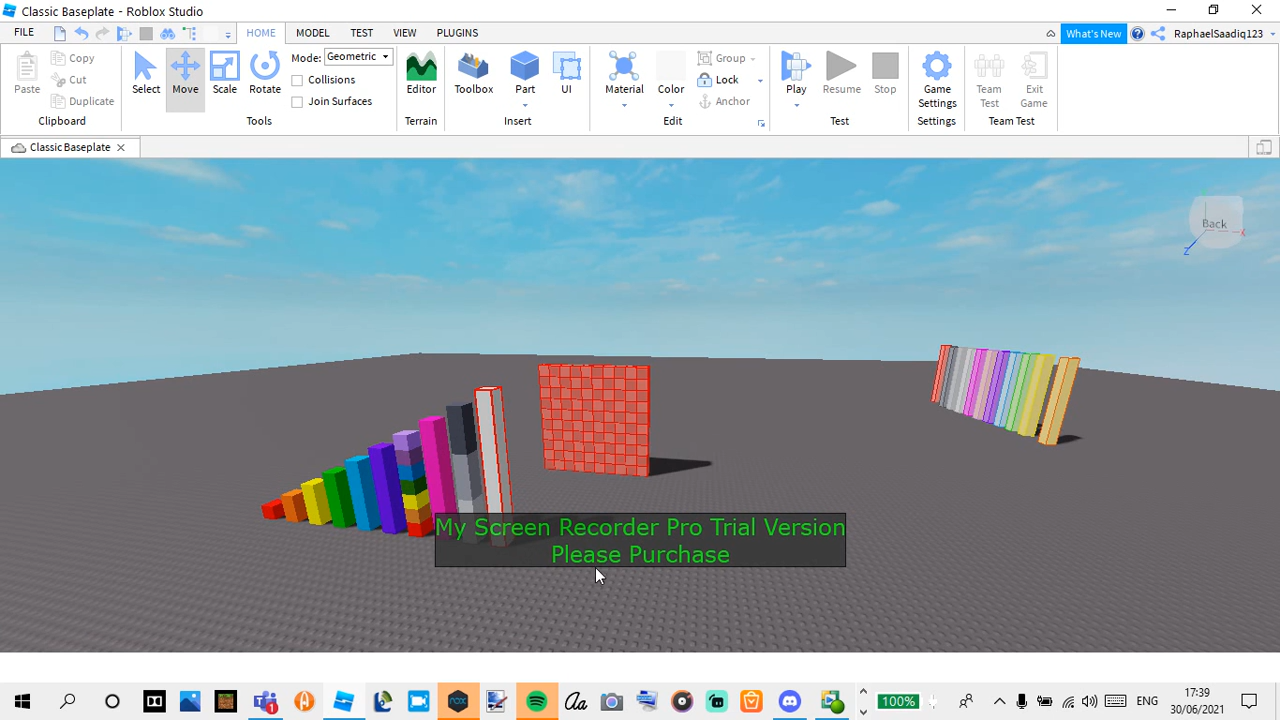 Classic Baseplate - Roblox Studio
FILE HOME MODEL TEST VIEW PLUGINS What's New RaphaelSaadiq123
Paste Copy Cut Duplicate Clipboard
Select Move Scale Rotate Mode: Geometric Collisions Join Surfaces Tools
Editor Terrain
Toolbox Part UI Insert
Material Color Group Lock Anchor Edit
Play Resume Stop Test
Game Settings Settings
Team Test Exit Game Team Test
Classic Baseplate
Back
X
Z
My Screen Recorder Pro Trial Version
Please Purchase
1 nox Aa 100% ENG 17:39
30/06/2021